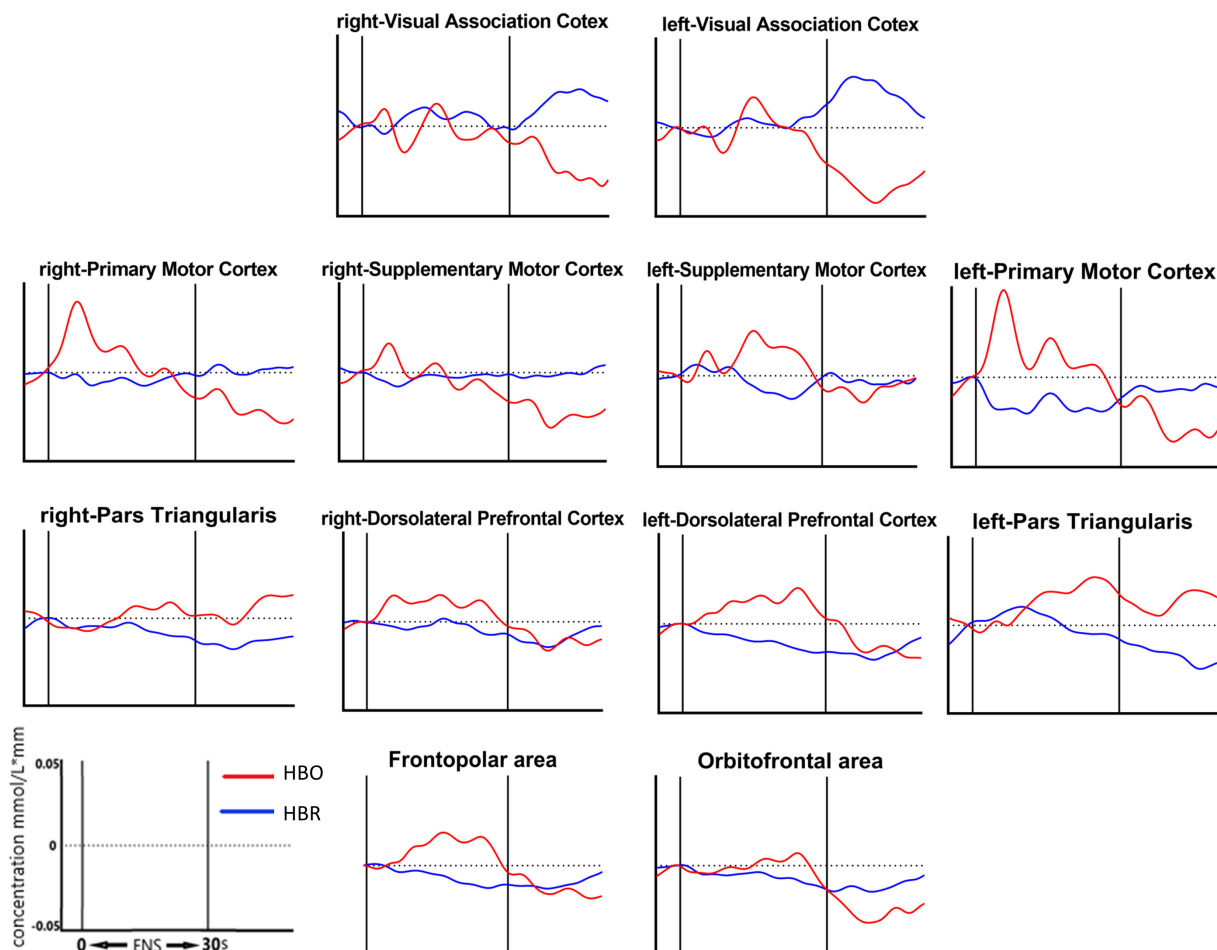 right-Visual Association Cotex
left-Visual Association Cotex
right-Primary Motor Cortex
right-Supplementary Motor Cortex
left-Supplementary Motor Cortex
left-Primary Motor Cortex
right-Pars Triangularis
right-Dorsolateral Prefrontal Cortex
left-Dorsolateral Prefrontal Cortex
left-Pars Triangularis
Frontopolar area
Orbitofrontal area
concentration mmol/L*mm
0.05
0
-0.05
HBO
HBR
0
FNS
30s